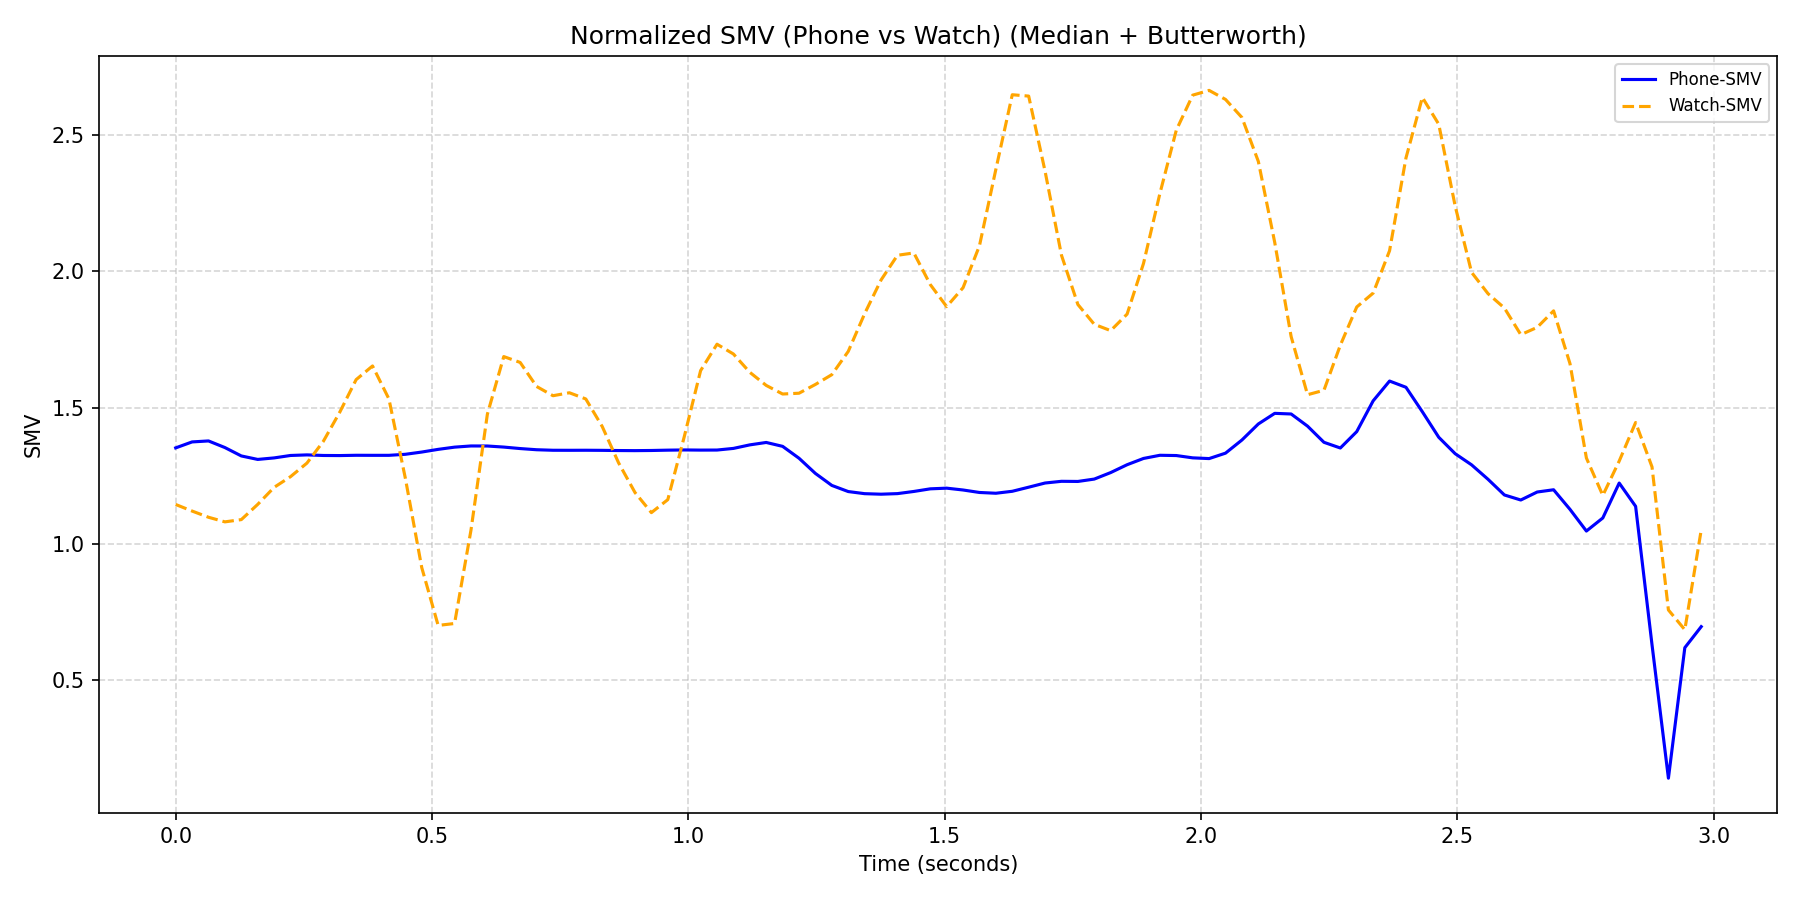 Normalized SMV (Phone vs Watch) (Median + Butterworth)
Phone-SMV
Watch-SMV
2.5
2.0
1.5
1.0
0.5
SMV
0.0 0.5 1.0 1.5 2.0 2.5 3.0
Time (seconds)